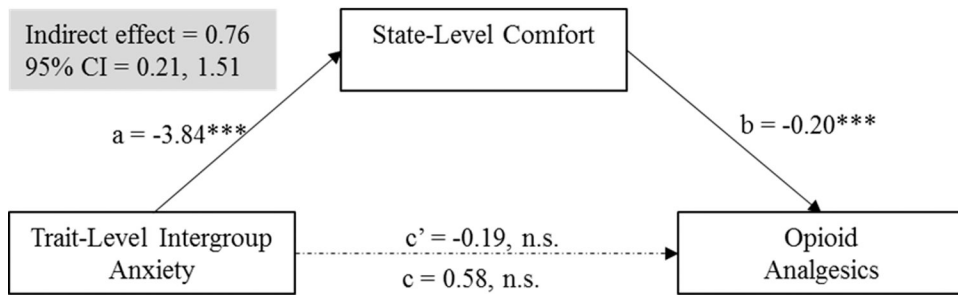 Indirect effect = 0.76
95% CI = 0.21, 1.51
State-Level Comfort
a = -3.84***
b = -0.20***
Trait-Level Intergroup
Anxiety
c’ = -0.19, n.s.
c = 0.58, n.s.
Opioid
Analgesics